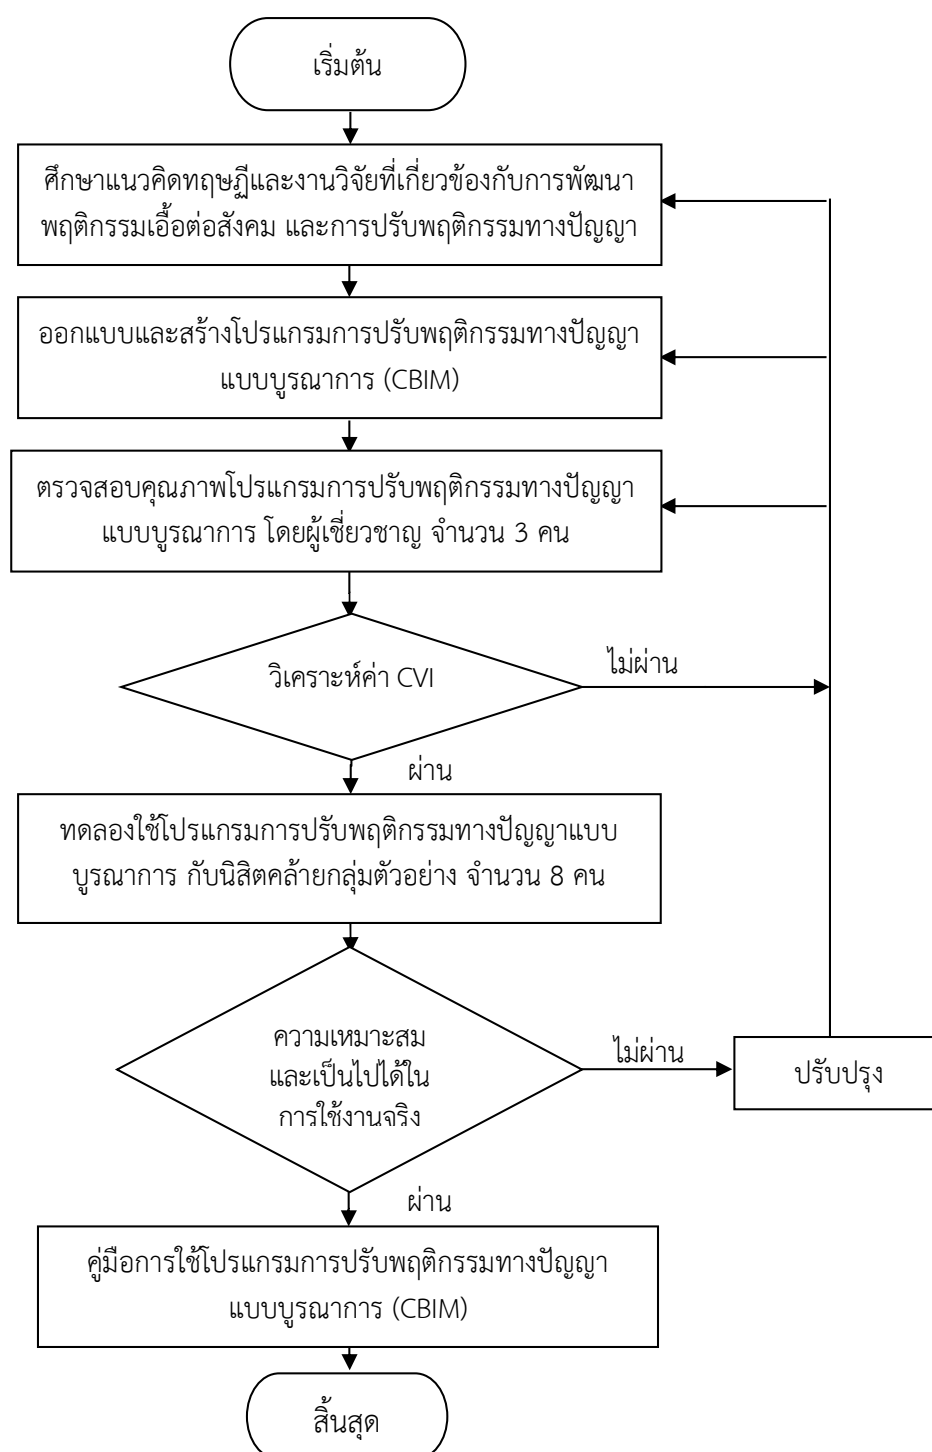 เริ่มต้น
ศึกษาแนวคิดทฤษฎีและงานวิจัยที่เกี่ยวข้องกับการพัฒนา
พฤติกรรมเอื้อต่อสังคม และการปรับพฤติกรรมทางปัญญา
ออกแบบและสร้างโปรแกรมการปรับพฤติกรรมทางปัญญา
แบบบูรณาการ (CBIM)
ตรวจสอบคุณภาพโปรแกรมการปรับพฤติกรรมทางปัญญา
แบบบูรณาการ โดยผู้เชี่ยวชาญ จำนวน 3 คน
วิเคราะห์ค่า CVI
ไม่ผ่าน
ผ่าน
ทดลองใช้โปรแกรมการปรับพฤติกรรมทางปัญญาแบบ
บูรณาการ กับนิสิตคล้ายกลุ่มตัวอย่าง จำนวน 8 คน
ความเหมาะสม
และเป็นไปได้ใน
การใช้งานจริง
ไม่ผ่าน
ปรับปรุง
ผ่าน
คู่มือการใช้โปรแกรมการปรับพฤติกรรมทางปัญญา
แบบบูรณาการ (CBIM)
สิ้นสุด